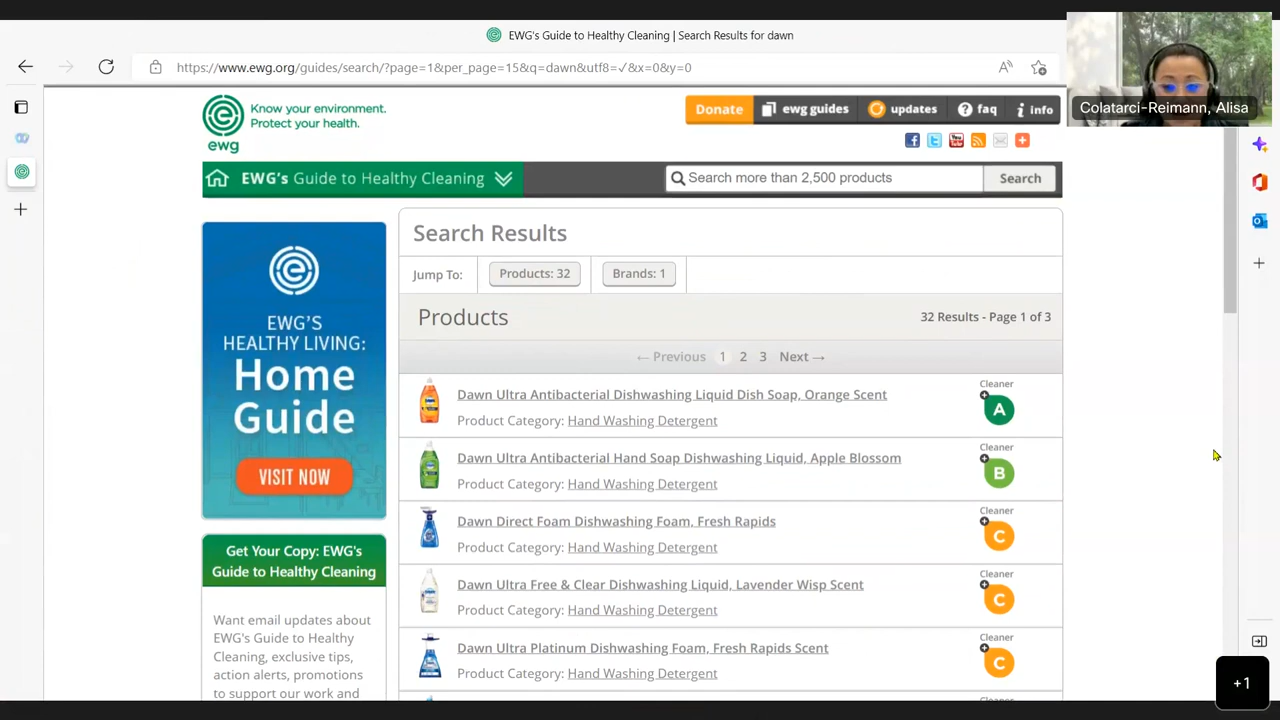 EWG's Guide to Healthy Cleaning | Search Results for dawn
https://www.ewg.org/guides/search/?page=1&per_page=15&q=dawn&utf8=✓&x=0&y=0
Colatarci-Reimann, Alisa
ewg
Know your environment.
Protect your health.
Donate
ewg guides
updates
faq
info
EWG's Guide to Healthy Cleaning
Search more than 2,500 products
Search
EWG'S
HEALTHY LIVING:
Home
Guide
VISIT NOW
Get Your Copy: EWG's
Guide to Healthy Cleaning
Want email updates about
EWG's Guide to Healthy
Cleaning, exclusive tips,
action alerts, promotions
to support our work and
Search Results
Jump To:
Products: 32
Brands: 1
Products
32 Results - Page 1 of 3
← Previous 1 2 3 Next →
Dawn Ultra Antibacterial Dishwashing Liquid Dish Soap, Orange Scent
Product Category: Hand Washing Detergent
Cleaner
A
Dawn Ultra Antibacterial Hand Soap Dishwashing Liquid, Apple Blossom
Product Category: Hand Washing Detergent
Cleaner
B
Dawn Direct Foam Dishwashing Foam, Fresh Rapids
Product Category: Hand Washing Detergent
Cleaner
C
Dawn Ultra Free & Clear Dishwashing Liquid, Lavender Wisp Scent
Product Category: Hand Washing Detergent
Cleaner
C
Dawn Ultra Platinum Dishwashing Foam, Fresh Rapids Scent
Product Category: Hand Washing Detergent
Cleaner
C
Cleaner
+1